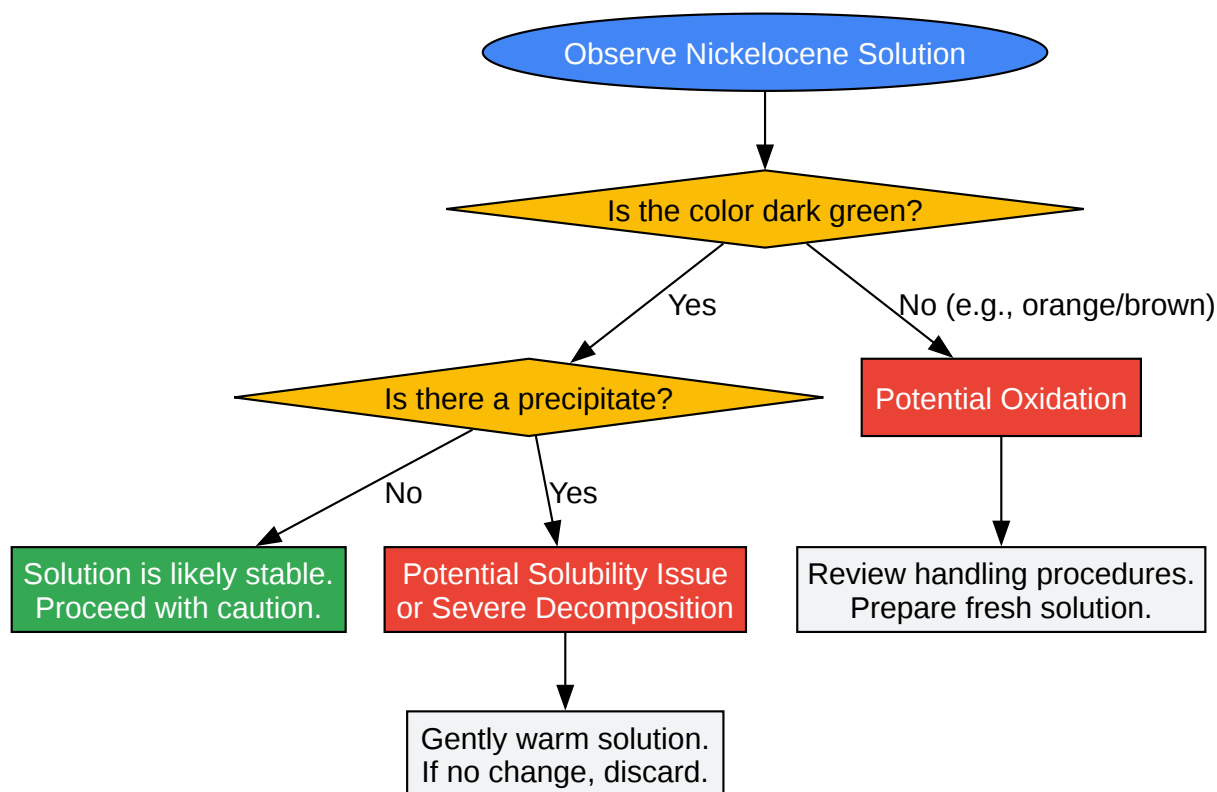 Observe Nickelocene Solution
Is the color dark green?
Yes
No (e.g., orange/brown)
Is there a precipitate?
Potential Oxidation
No
Yes
Solution is likely stable.
Proceed with caution.
Potential Solubility Issue
or Severe Decomposition
Review handling procedures.
Prepare fresh solution.
Gently warm solution.
If no change, discard.